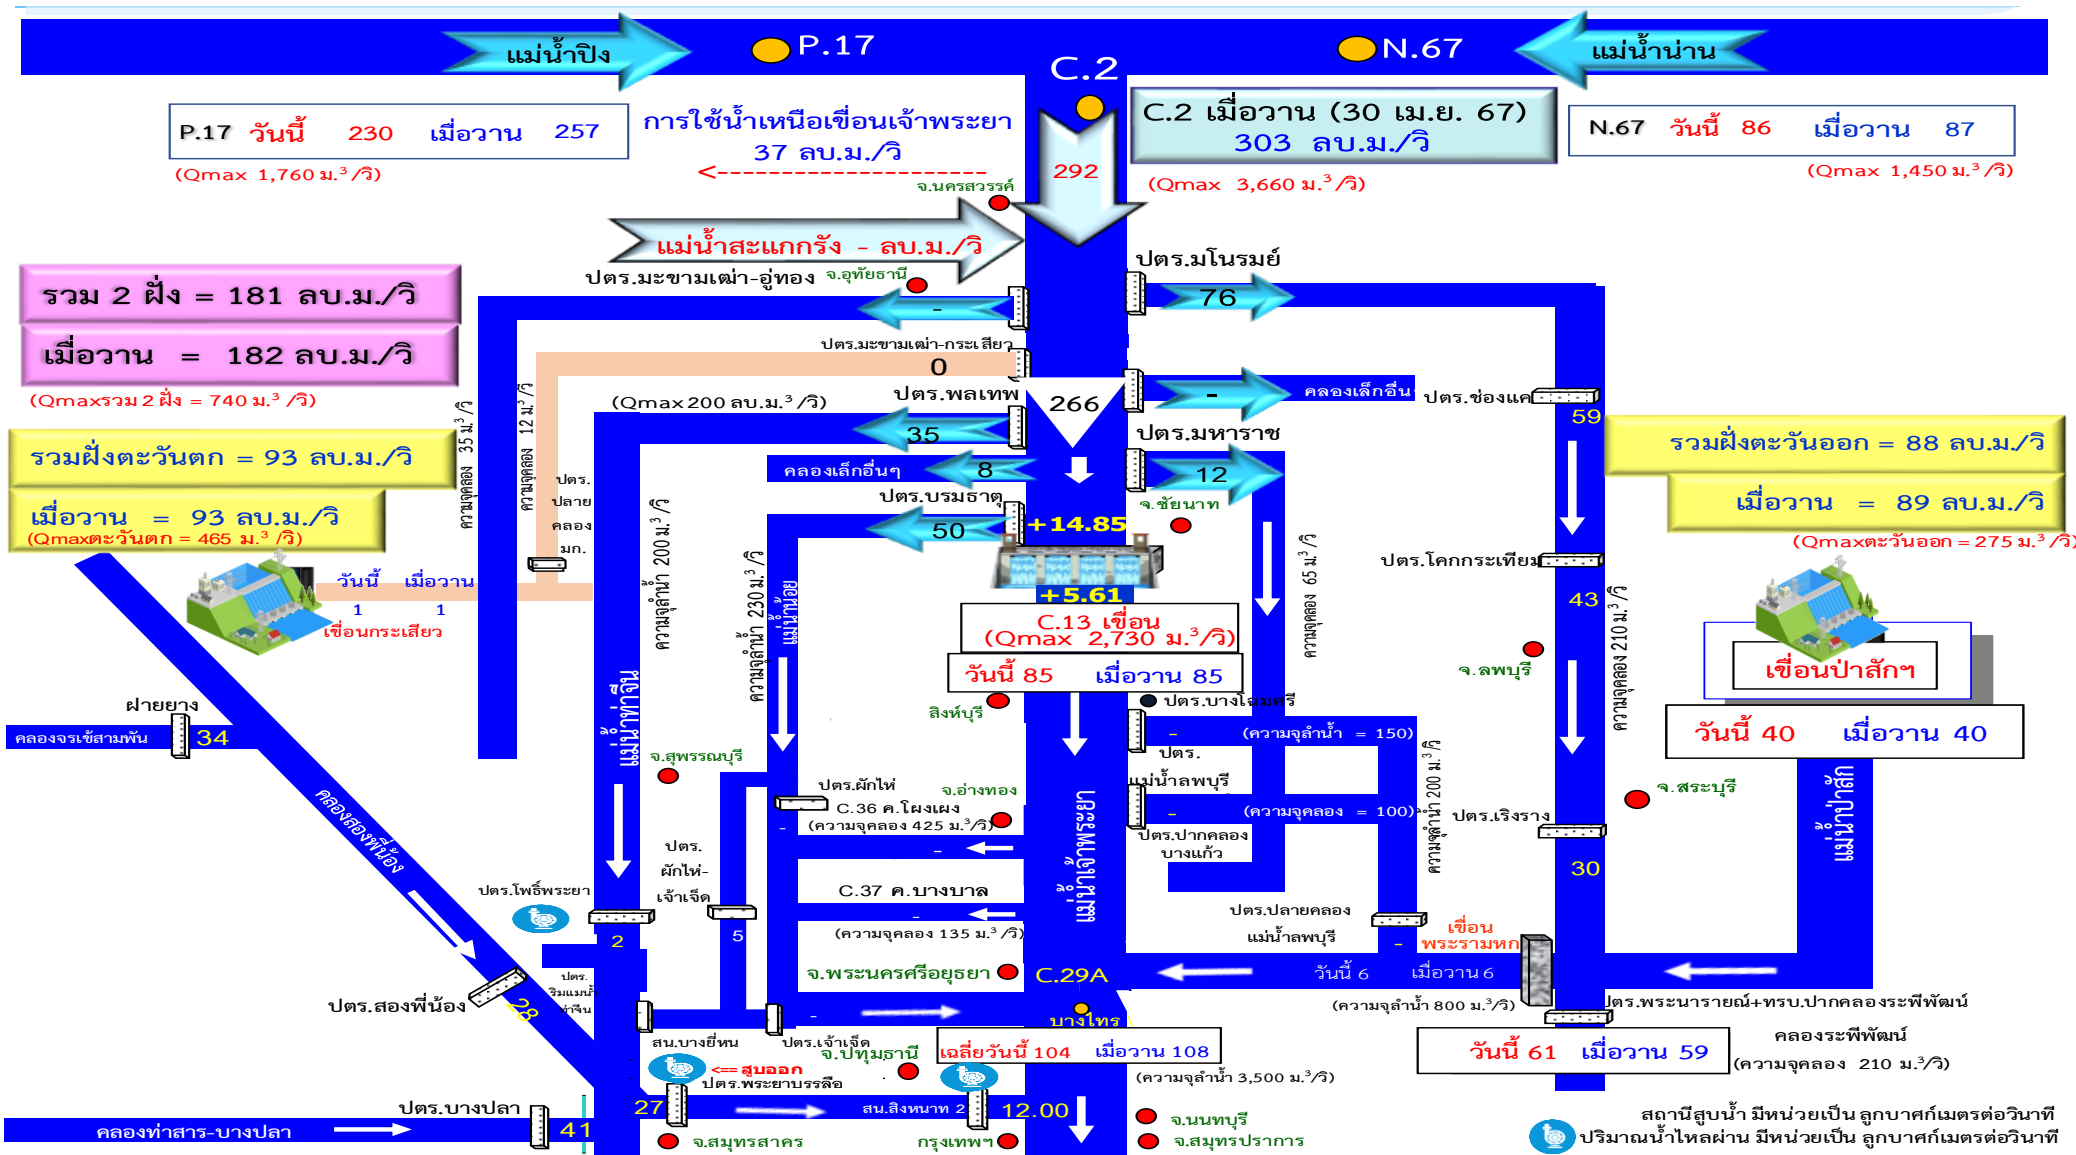 แม่น้ำปิง
P.17
C.2
N.67
แม่น้ำน่าน
P.17 วันนี้ 230 เมื่อวาน 257
(Qmax 1,760 ม.³/วิ)
การใช้น้ำเหนือเขื่อนเจ้าพระยา
37 ลบ.ม./วิ
<---------------------
292
C.2 เมื่อวาน (30 เม.ย. 67)
303 ลบ.ม./วิ
(Qmax 3,660 ม.³/วิ)
N.67 วันนี้ 86 เมื่อวาน 87
(Qmax 1,450 ม.³/วิ)
จ.นครสวรรค์
แม่น้ำสะแกกรัง - ลบ.ม./วิ
ปตร.มะขามเฒ่า-อู่ทอง
จ.อุทัยธานี
-
ปตร.มโนรมย์
76
รวม 2 ฝั่ง = 181 ลบ.ม./วิ
เมื่อวาน = 182 ลบ.ม./วิ
(Qmaxรวม 2 ฝั่ง = 740 ม.³/วิ)
ปตร.มะขามเฒ่า-กระเสียว
0
ปตร.พลเทพ
(Qmax 200 ลบ.ม.³/วิ)
35
266
-
คลองเล็กอื่น
ปตร.ช่องแค
59
ความจุคลอง 35 ม³/วิ
ความจุคลอง 12 ม.³/วิ
รวมฝั่งตะวันตก = 93 ลบ.ม./วิ
เมื่อวาน = 93 ลบ.ม./วิ
(Qmaxตะวันตก = 465 ม.³/วิ)
คลองเล็กอื่นๆ
8
ปตร.มหาราช
12
รวมฝั่งตะวันออก = 88 ลบ.ม./วิ
เมื่อวาน = 89 ลบ.ม./วิ
(Qmaxตะวันออก = 275 ม.³/วิ)
ปตร.
ปลาย
คลอง
มก.
ปตร.บรมธาตุ
50
+14.85
จ.ชัยนาท
+5.61
วันนี้ เมื่อวาน
1 1
เขื่อนกระเสียว
ความจุลำน้ำ 200 ม.³/วิ
ความจุลำน้ำ 230 ม.³/วิ
แม่น้ำน้อย
ความจุคลอง 65 ม.³/วิ
ปตร.โคกกระเทียม
43
ความจุคลอง 210 ม.³/วิ
C.13 เขื่อน
(Qmax 2,730 ม.³/วิ)
วันนี้ 85 เมื่อวาน 85
จ.ลพบุรี
เขื่อนป่าสักฯ
วันนี้ 40 เมื่อวาน 40
ฝายยาง
คลองจรเข้สามพัน
34
แม่น้ำท่าจีน
จ.สุพรรณบุรี
สิงห์บุรี
ปตร.บางโฉมศรี
- (ความจุลำน้ำ = 150)
ปตร.
แม่น้ำลพบุรี
- (ความจุคลอง = 100)
ปตร.ปากคลอง
บางแก้ว
ความจุลำน้ำ 200 ม.³/วิ
คลองสองพี่น้อง
ปตร.ผักไห่
-
C.36 ค.โผงเผง
(ความจุคลอง 425 ม.³/วิ)
-
จ.อ่างทอง
แม่น้ำเจ้าพระยา
ปตร.เริงราง
30
จ.สระบุรี
แม่น้ำป่าสัก
ปตร.
ผักไห่-
เจ้าเจ็ด
5
ปตร.โพธิ์พระยา
2
C.37 ค.บางบาล
-
(ความจุคลอง 135 ม.³/วิ)
ปตร.ปลายคลอง
แม่น้ำลพบุรี
-
เขื่อน
พระรามหก
จ.พระนครศรีอยุธยา
C.29A
วันนี้ 6 เมื่อวาน 6
(ความจุลำน้ำ 800 ม.³/วิ)
ปตร.สองพี่น้อง
28
ปตร.
ริมแม่น้ำ
ท่าจีน
-
บางไทร
ปตร.พระนารายณ์+ทรบ.ปากคลองระพีพัฒน์
สน.บางยี่หน
ปตร.เจ้าเจ็ด
จ.ปทุมธานี
เฉลี่ยวันนี้ 104 เมื่อวาน 108
(ความจุลำน้ำ 3,500 ม.³/วิ)
วันนี้ 61 เมื่อวาน 59
คลองระพีพัฒน์
(ความจุคลอง 210 ม.³/วิ)
<== สูบออก
ปตร.พระยาบรรลือ
27
สน.สิงหนาท 2
12.00
ปตร.บางปลา
คลองท่าสาร-บางปลา
41
จ.สมุทรสาคร
กรุงเทพฯ
จ.นนทบุรี
จ.สมุทรปราการ
สถานีสูบน้ำ มีหน่วยเป็น ลูกบาศก์เมตรต่อวินาที
ปริมาณน้ำไหลผ่าน มีหน่วยเป็น ลูกบาศก์เมตรต่อวินาที